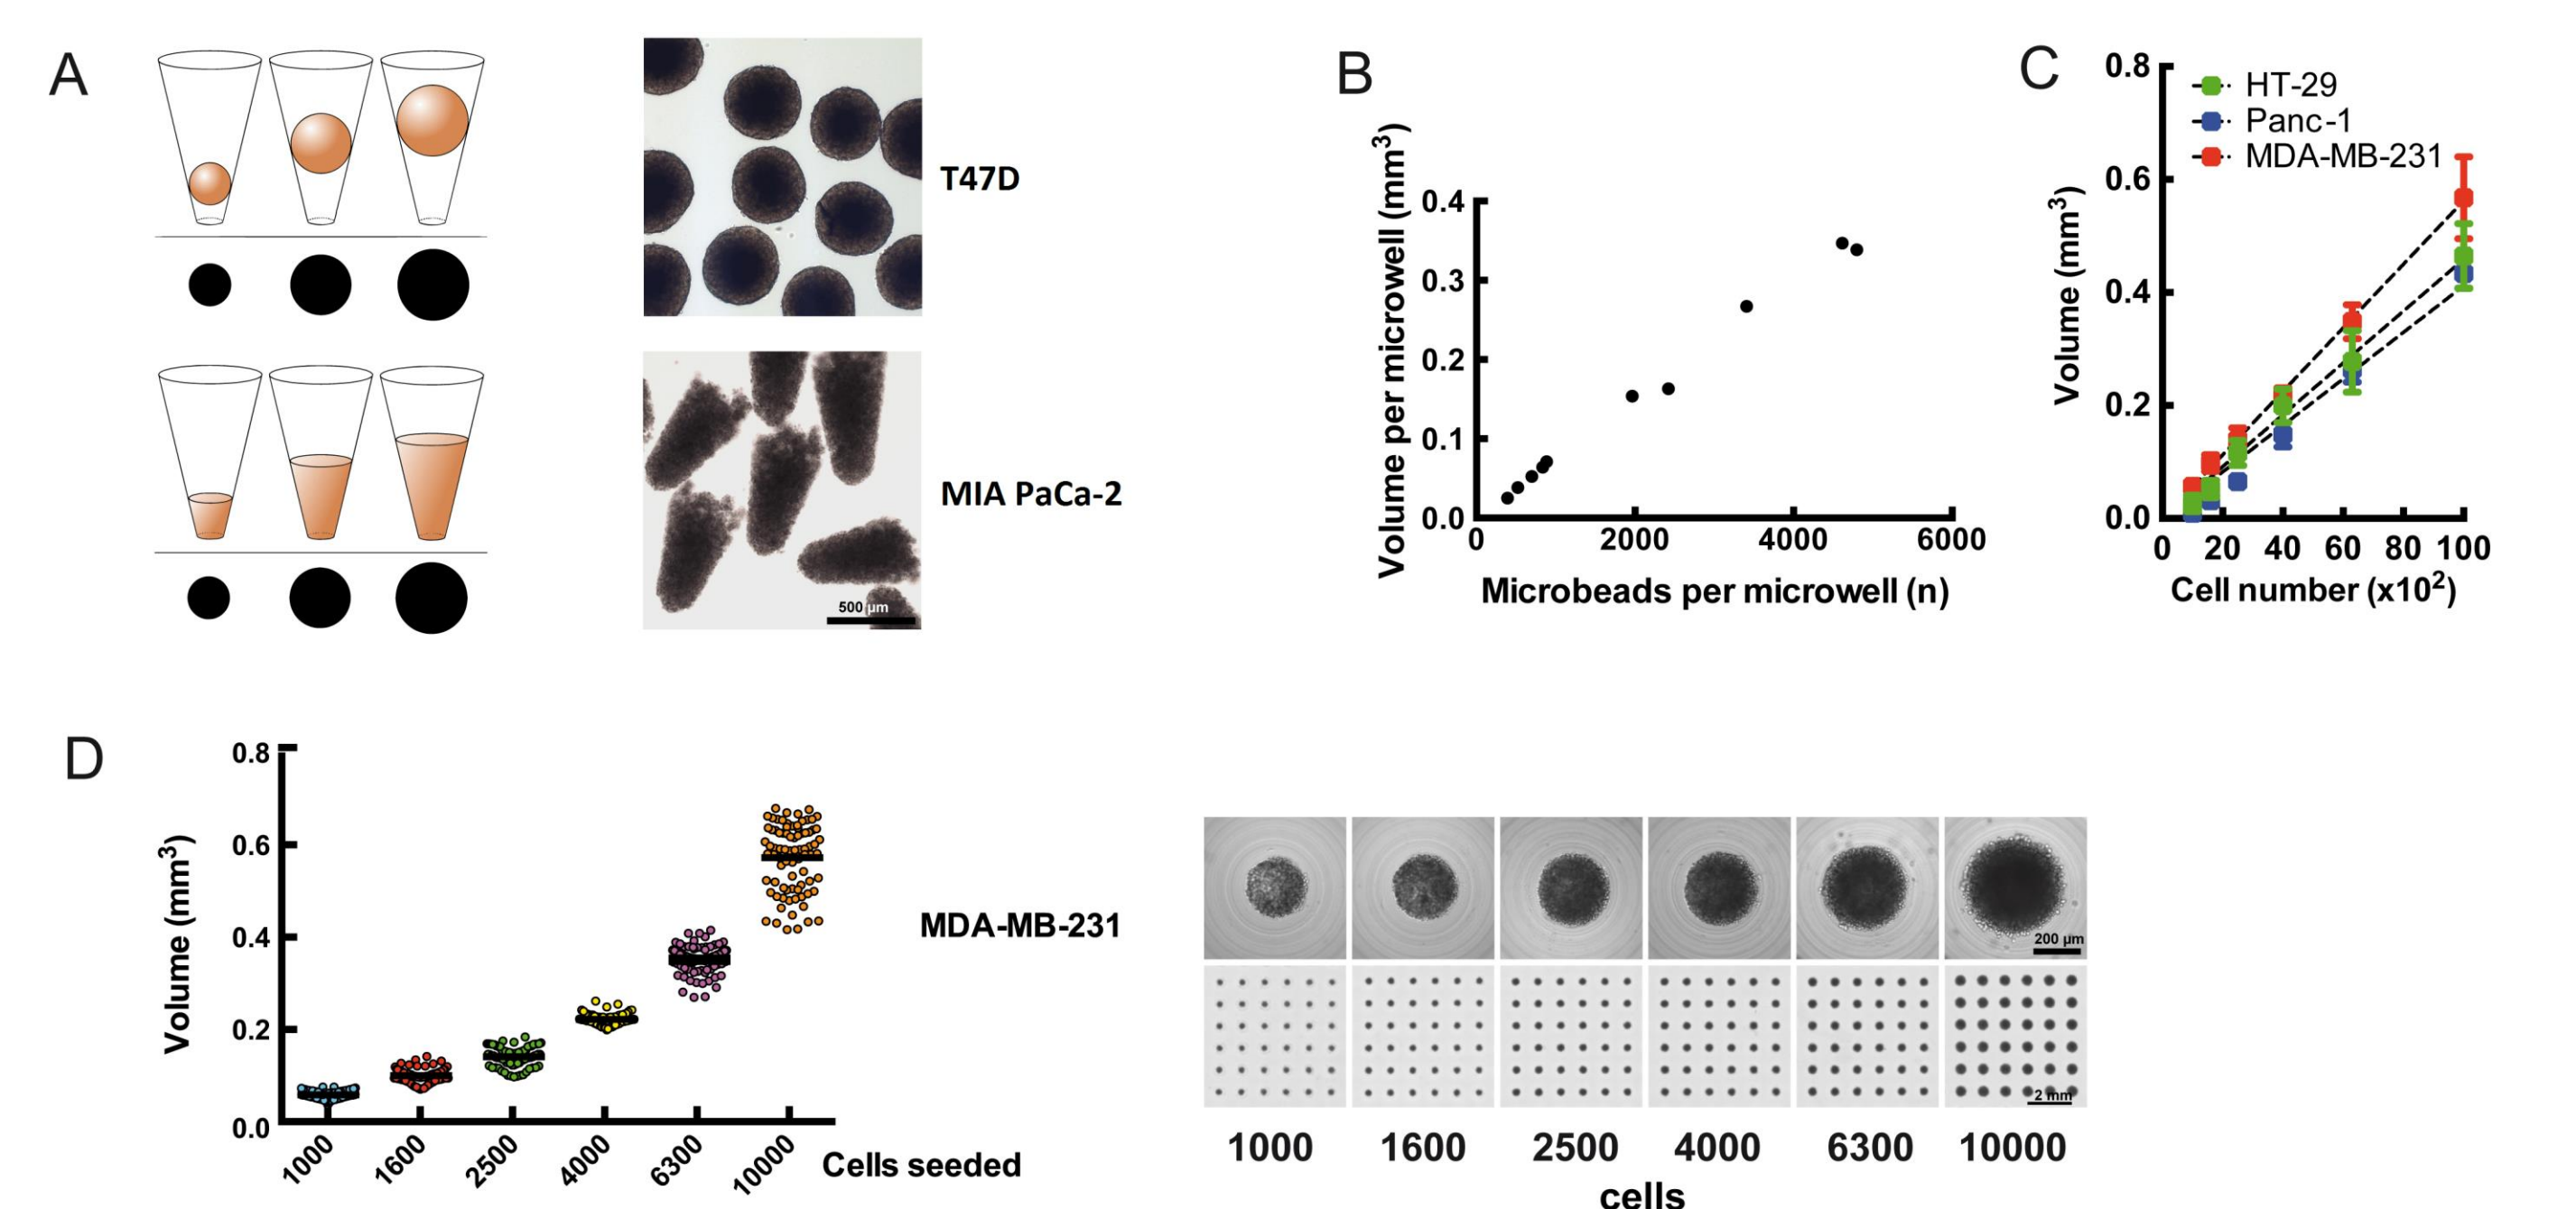 A
T47D
MIA PaCa-2
500 µm
B
Volume per microwell (mm³)
0.4
0.3
0.2
0.1
0.0
0 2000 4000 6000
Microbeads per microwell (n)
C
Volume (mm³)
0.8
0.6
0.4
0.2
0.0
HT-29
Panc-1
MDA-MB-231
0 20 40 60 80 100
Cell number (x10²)
D
Volume (mm³)
0.8
0.6
0.4
0.2
0.0
1000 1600 2500 4000 6300 10000
Cells seeded
MDA-MB-231
200 µm
2 mm
1000 1600 2500 4000 6300 10000
cells